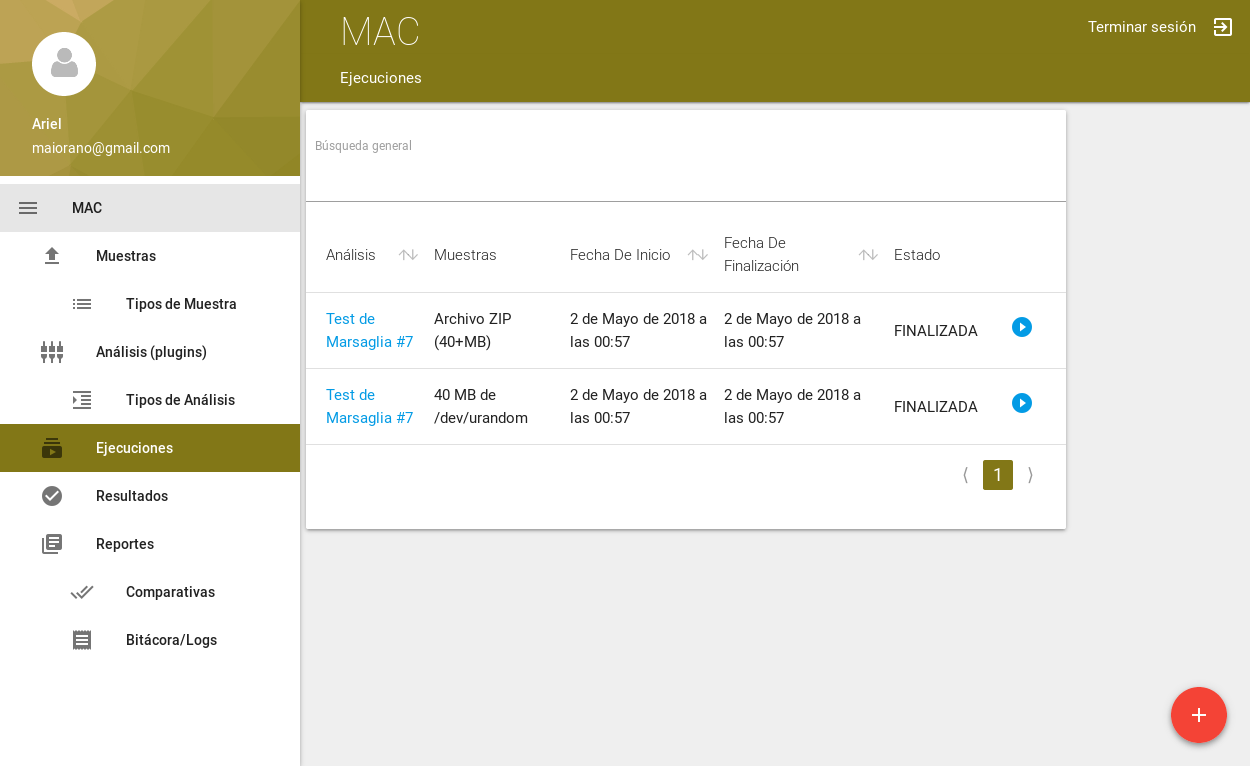 Ariel
maiorano@gmail.com
MAC
Muestras
Tipos de Muestra
Análisis (plugins)
Tipos de Análisis
Ejecuciones
Resultados
Reportes
Comparativas
Bitácora/Logs
MAC
Terminar sesión
Ejecuciones
Búsqueda general
Análisis Muestras Fecha De Inicio Fecha De
Finalización Estado
Test de Archivo ZIP 2 de Mayo de 2018 a 2 de Mayo de 2018 a
Marsaglia #7 (40+MB) las 00:57 las 00:57 FINALIZADA
Test de 40 MB de 2 de Mayo de 2018 a 2 de Mayo de 2018 a
Marsaglia #7 /dev/urandom las 00:57 las 00:57 FINALIZADA
⟨ 1 ⟩